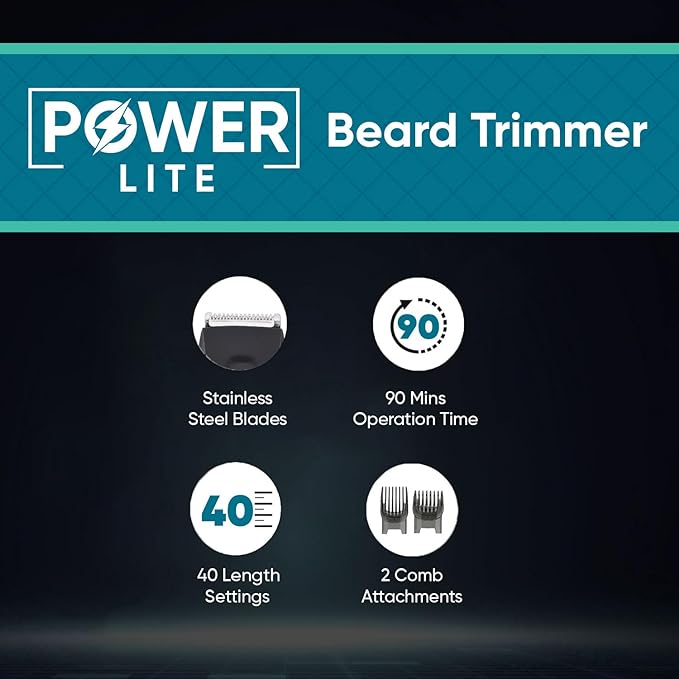 POWER
LITE
Beard Trimmer
Stainless
Steel Blades
90
90 Mins
Operation Time
40
40 Length
Settings
2 Comb
Attachments